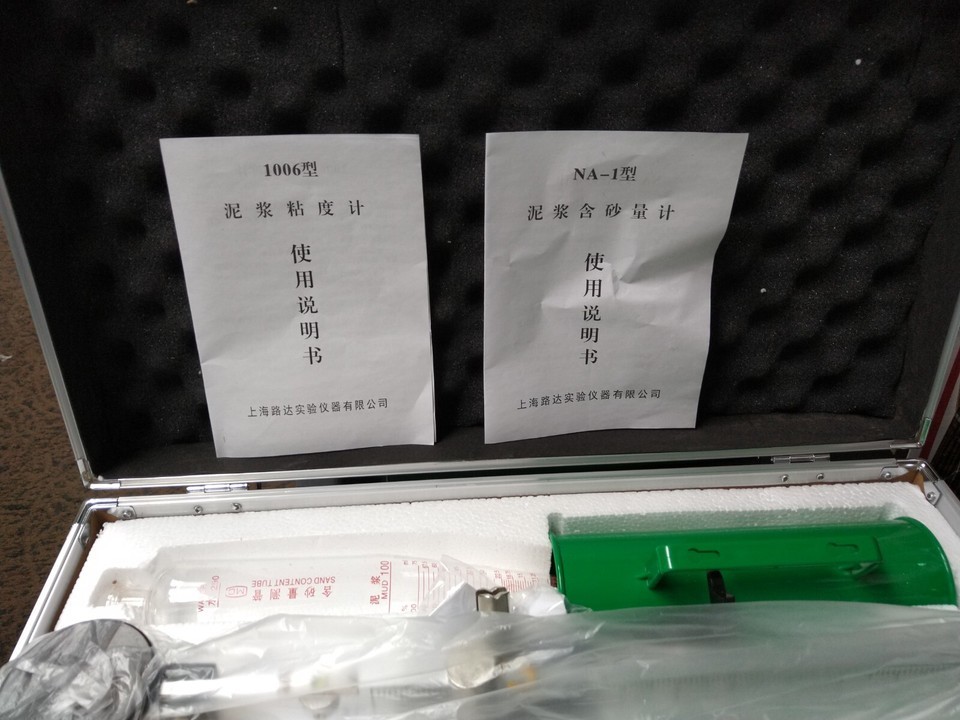 1006型
泥浆粘度计
使用说明书
上海路达实验仪器有限公司
NA-1型
泥浆含砂量计
使用说明书
上海路达实验仪器有限公司
含砂量测管
SAND CONTENT TUBE
泥浆
MUD 100